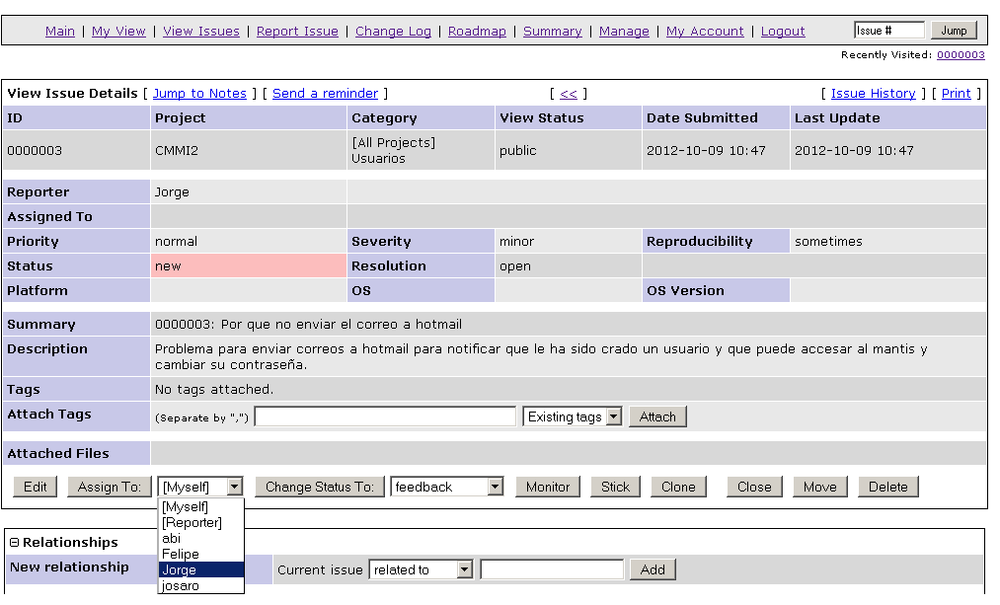 Main | My View | View Issues | Report Issue | Change Log | Roadmap | Summary | Manage | My Account | Logout Issue # Jump
Recently Visited: 0000003
View Issue Details [ Jump to Notes ] [ Send a reminder ] [ << ] [ Issue History ] [ Print ]
ID Project Category View Status Date Submitted Last Update
0000003 CMMI2 [All Projects] Usuarios public 2012-10-09 10:47 2012-10-09 10:47
Reporter Jorge
Assigned To
Priority normal Severity minor Reproducibility sometimes
Status new Resolution open
Platform OS OS Version
Summary 0000003: Por que no enviar el correo a hotmail
Description Problema para enviar correos a hotmail para notificar que le ha sido crado un usuario y que puede accesar al mantis y
cambiar su contraseña.
Tags No tags attached.
Attach Tags (Separate by ",") Existing tags Attach
Attached Files
Edit Assign To: [Myself] Change Status To: feedback Monitor Stick Clone Close Move Delete
[Myself]
[Reporter]
abi
Felipe
Jorge
josaro
Relationships
New relationship Current issue related to Add